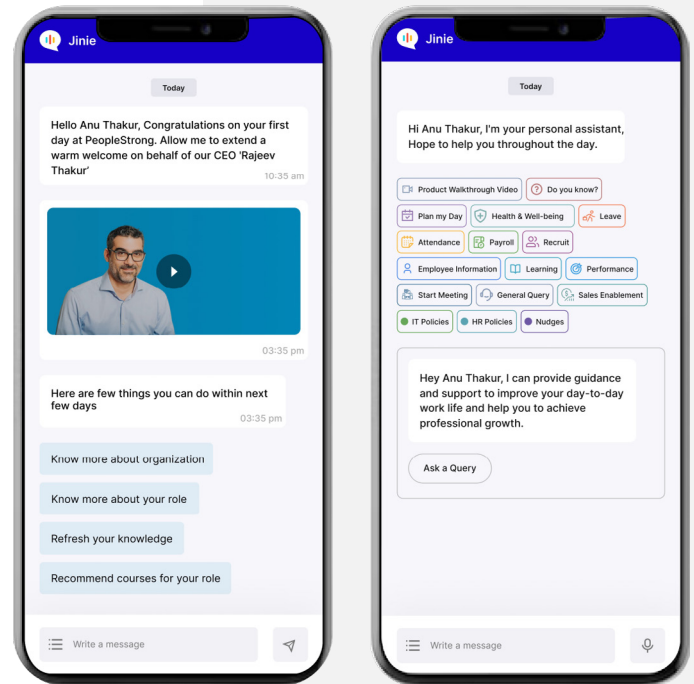 Jinie
Today
Hello Anu Thakur, Congratulations on your first
day at PeopleStrong. Allow me to extend a
warm welcome on behalf of our CEO 'Rajeev
Thakur'
10:35 am
03:35 pm
Here are few things you can do within next
few days
03:35 pm
Know more about organization
Know more about your role
Refresh your knowledge
Recommend courses for your role
Write a message
Jinie
Today
Hi Anu Thakur, I'm your personal assistant,
Hope to help you throughout the day.
Product Walkthrough Video Do you know?
Plan my Day Health & Well-being Leave
Attendance Payroll Recruit
Employee Information Learning Performance
Start Meeting General Query Sales Enablement
IT Policies HR Policies Nudges
Hey Anu Thakur, I can provide guidance
and support to improve your day-to-day
work life and help you to achieve
professional growth.
Ask a Query
Write a message